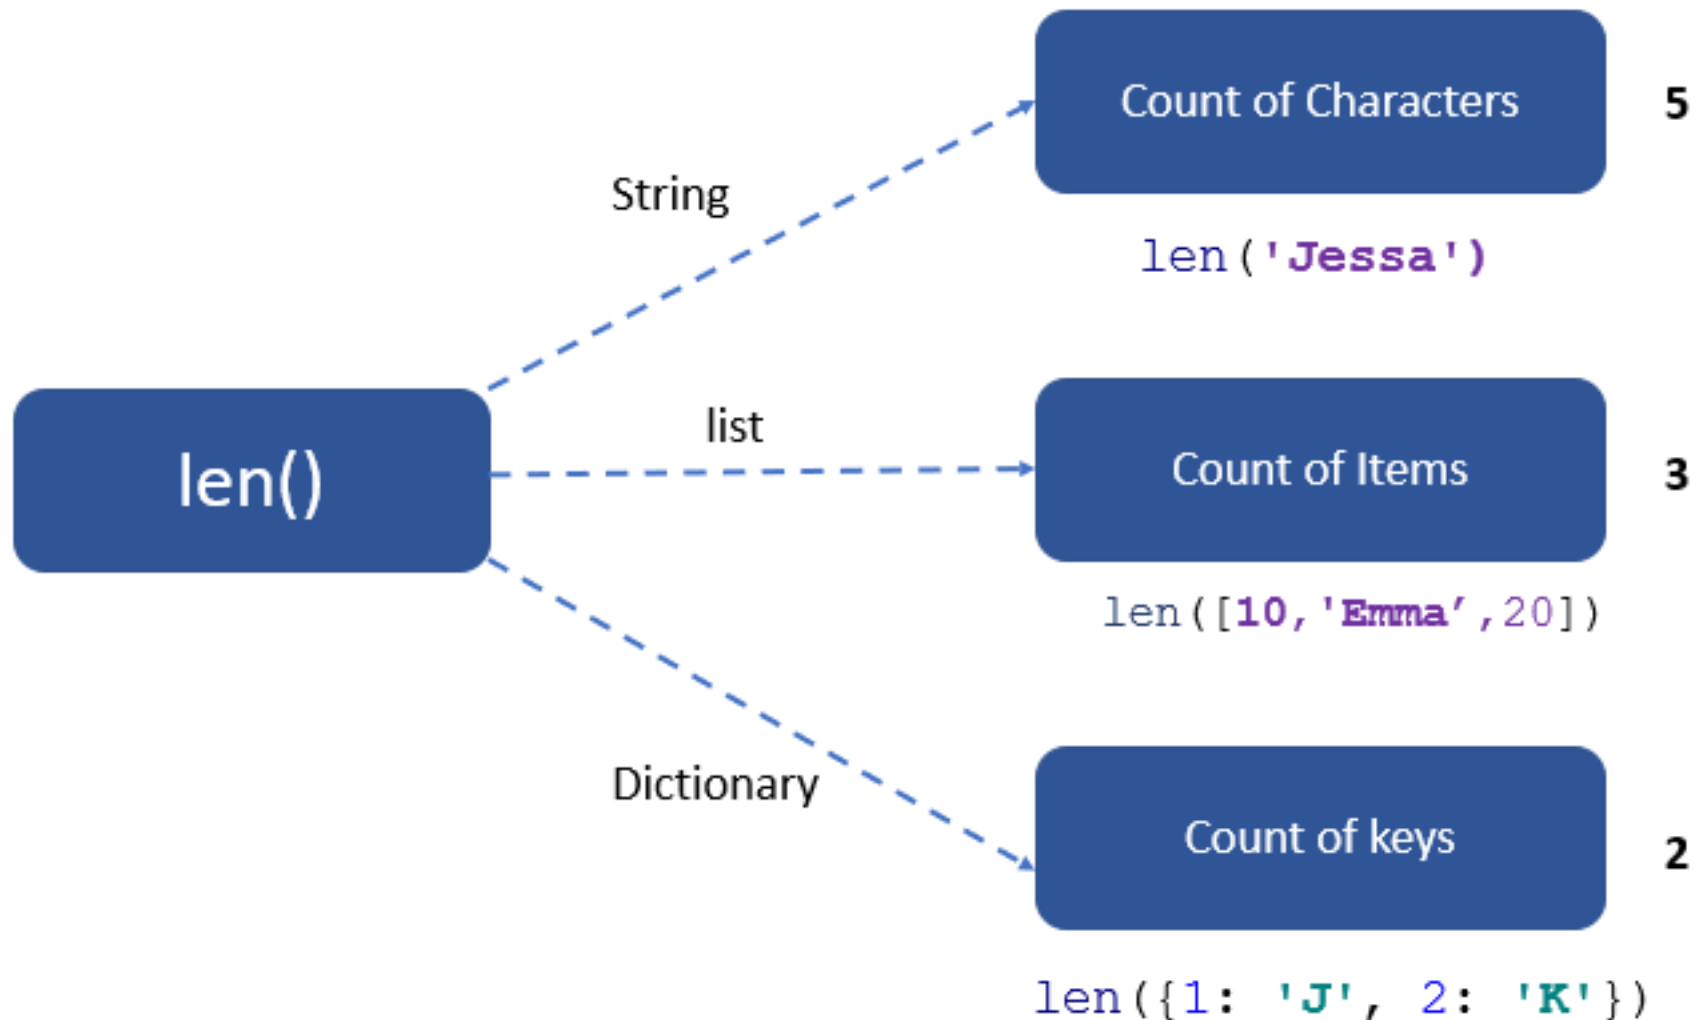 Count of Characters 5
String
len('Jessa')
list
len()
Count of Items 3
len([10,'Emma’,20])
Dictionary
Count of keys 2
len({1: 'J', 2: 'K'})